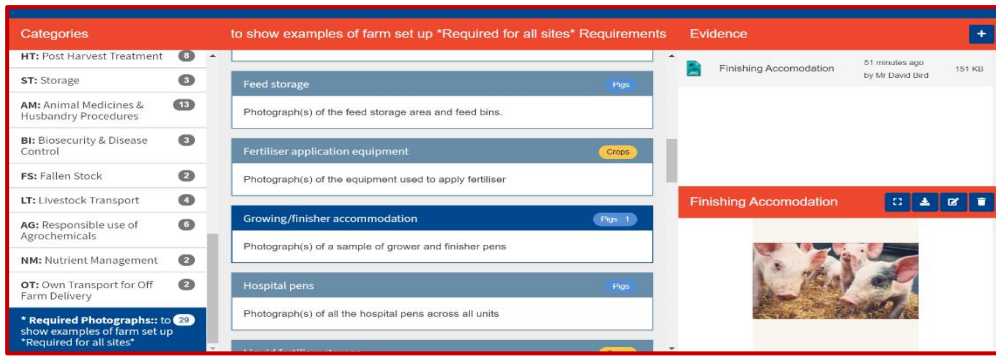 Categories
to show examples of farm set up *Required for all sites* Requirements
Evidence
+
HT: Post Harvest Treatment 8
ST: Storage 3
AM: Animal Medicines & 13
Husbandry Procedures
BI: Biosecurity & Disease 3
Control
FS: Fallen Stock 2
LT: Livestock Transport 4
AG: Responsible use of 6
Agrochemicals
NM: Nutrient Management 2
OT: Own Transport for Off 2
Farm Delivery
* Required Photographs:: to 29
show examples of farm set up
*Required for all sites*
Feed storage Pigs
Photograph(s) of the feed storage area and feed bins.
Fertiliser application equipment Crops
Photograph(s) of the equipment used to apply fertiliser
Growing/finisher accommodation Pigs 1
Photograph(s) of a sample of grower and finisher pens
Hospital pens Pigs
Photograph(s) of all the hospital pens across all units
JPG
Finishing Accomodation
51 minutes ago
by Mr David Bird
151 KB
Finishing Accomodation